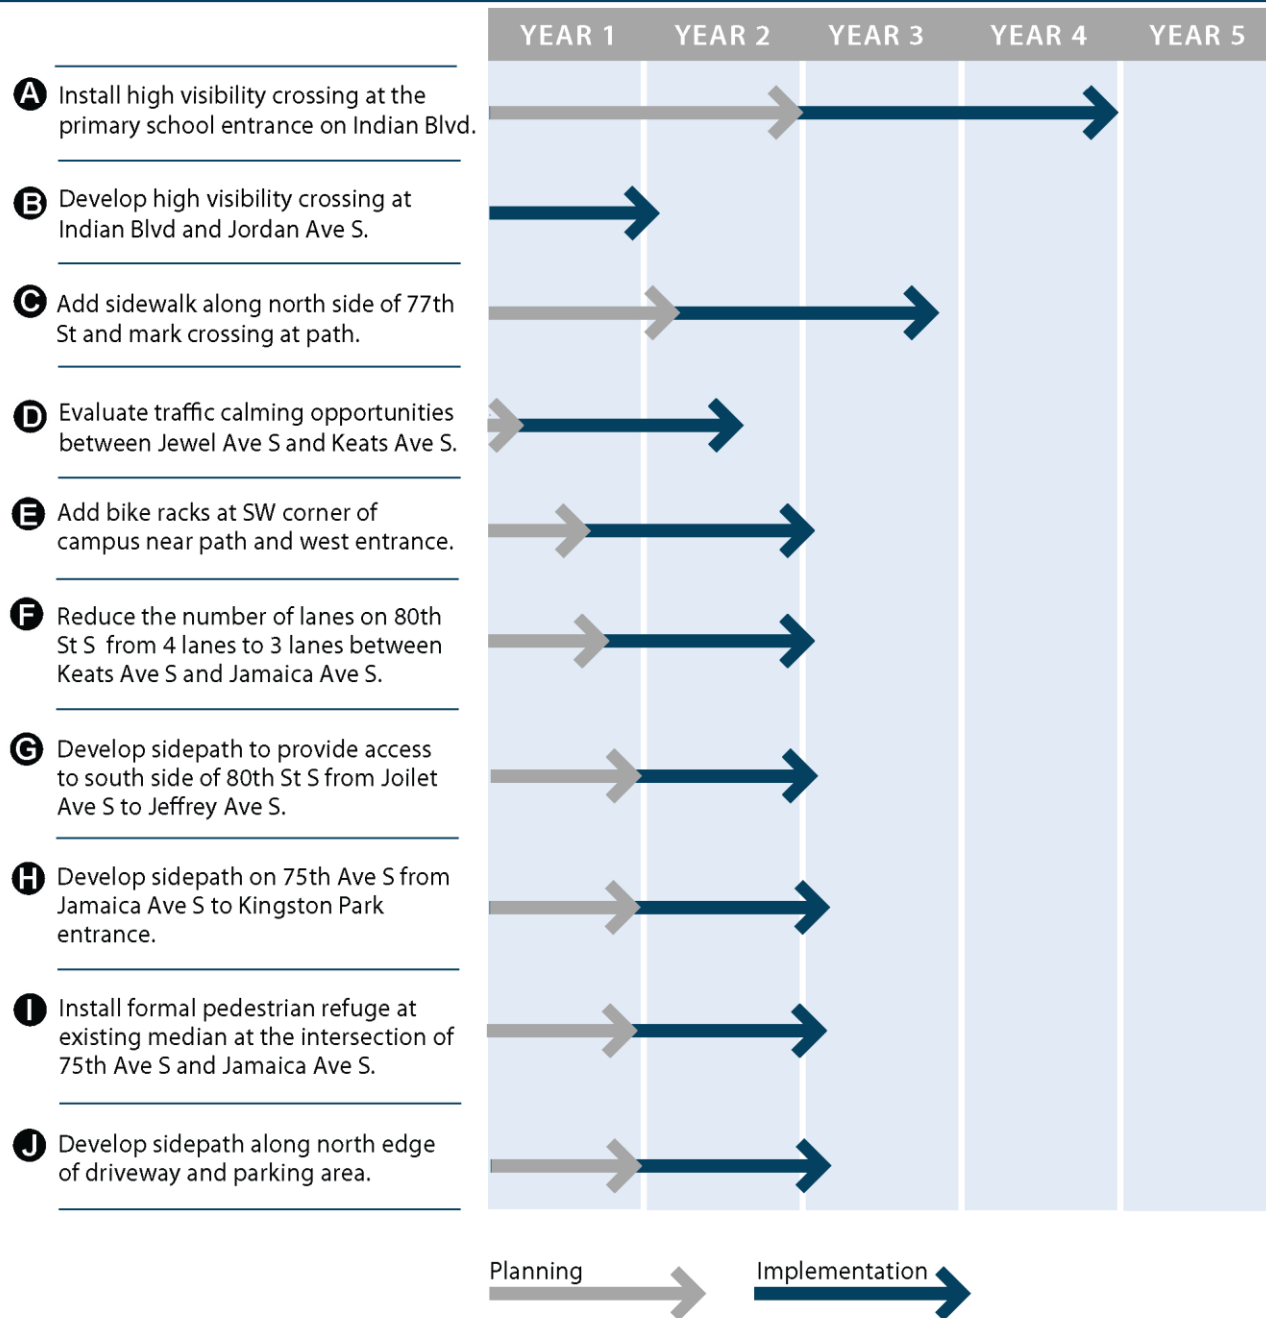 YEAR 1 YEAR 2 YEAR 3 YEAR 4 YEAR 5
A Install high visibility crossing at the
primary school entrance on Indian Blvd.
B Develop high visibility crossing at
Indian Blvd and Jordan Ave S.
C Add sidewalk along north side of 77th
St and mark crossing at path.
D Evaluate traffic calming opportunities
between Jewel Ave S and Keats Ave S.
E Add bike racks at SW corner of
campus near path and west entrance.
F Reduce the number of lanes on 80th
St S from 4 lanes to 3 lanes between
Keats Ave S and Jamaica Ave S.
G Develop sidepath to provide access
to south side of 80th St S from Joilet
Ave S to Jeffrey Ave S.
H Develop sidepath on 75th Ave S from
Jamaica Ave S to Kingston Park
entrance.
I Install formal pedestrian refuge at
existing median at the intersection of
75th Ave S and Jamaica Ave S.
J Develop sidepath along north edge
of driveway and parking area.
Planning Implementation